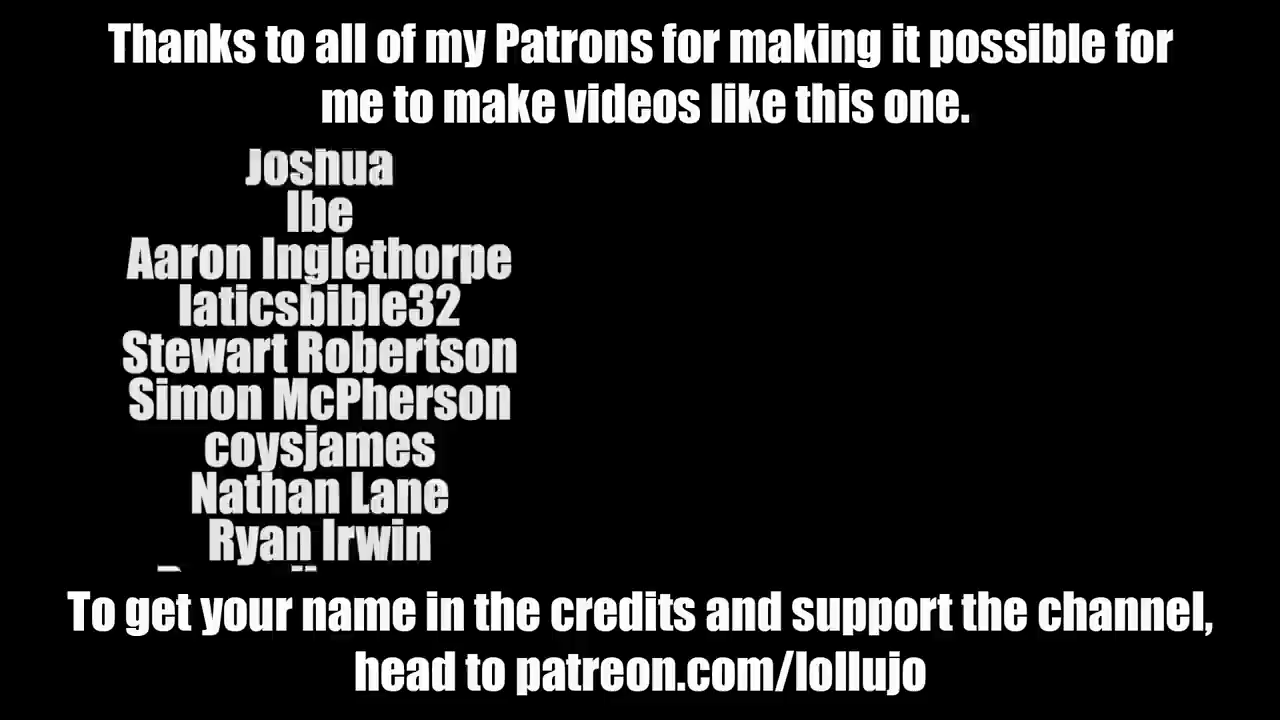 Thanks to all of my Patrons for making it possible for
me to make videos like this one.
Joshua
Ibe
Aaron Inglethorpe
laticsbible32
Stewart Robertson
Simon McPherson
coysjames
Nathan Lane
Ryan Irwin
To get your name in the credits and support the channel,
head to patreon.com/lollujo